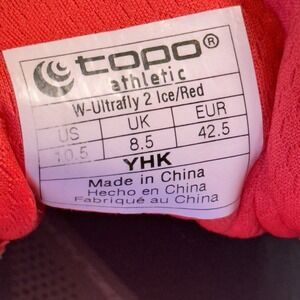 topo®
athletic
W-Ultrafly 2 Ice/Red
US UK EUR
10.5 8.5 42.5
YHK
Made in China
Hecho en China
Fabriqué au China